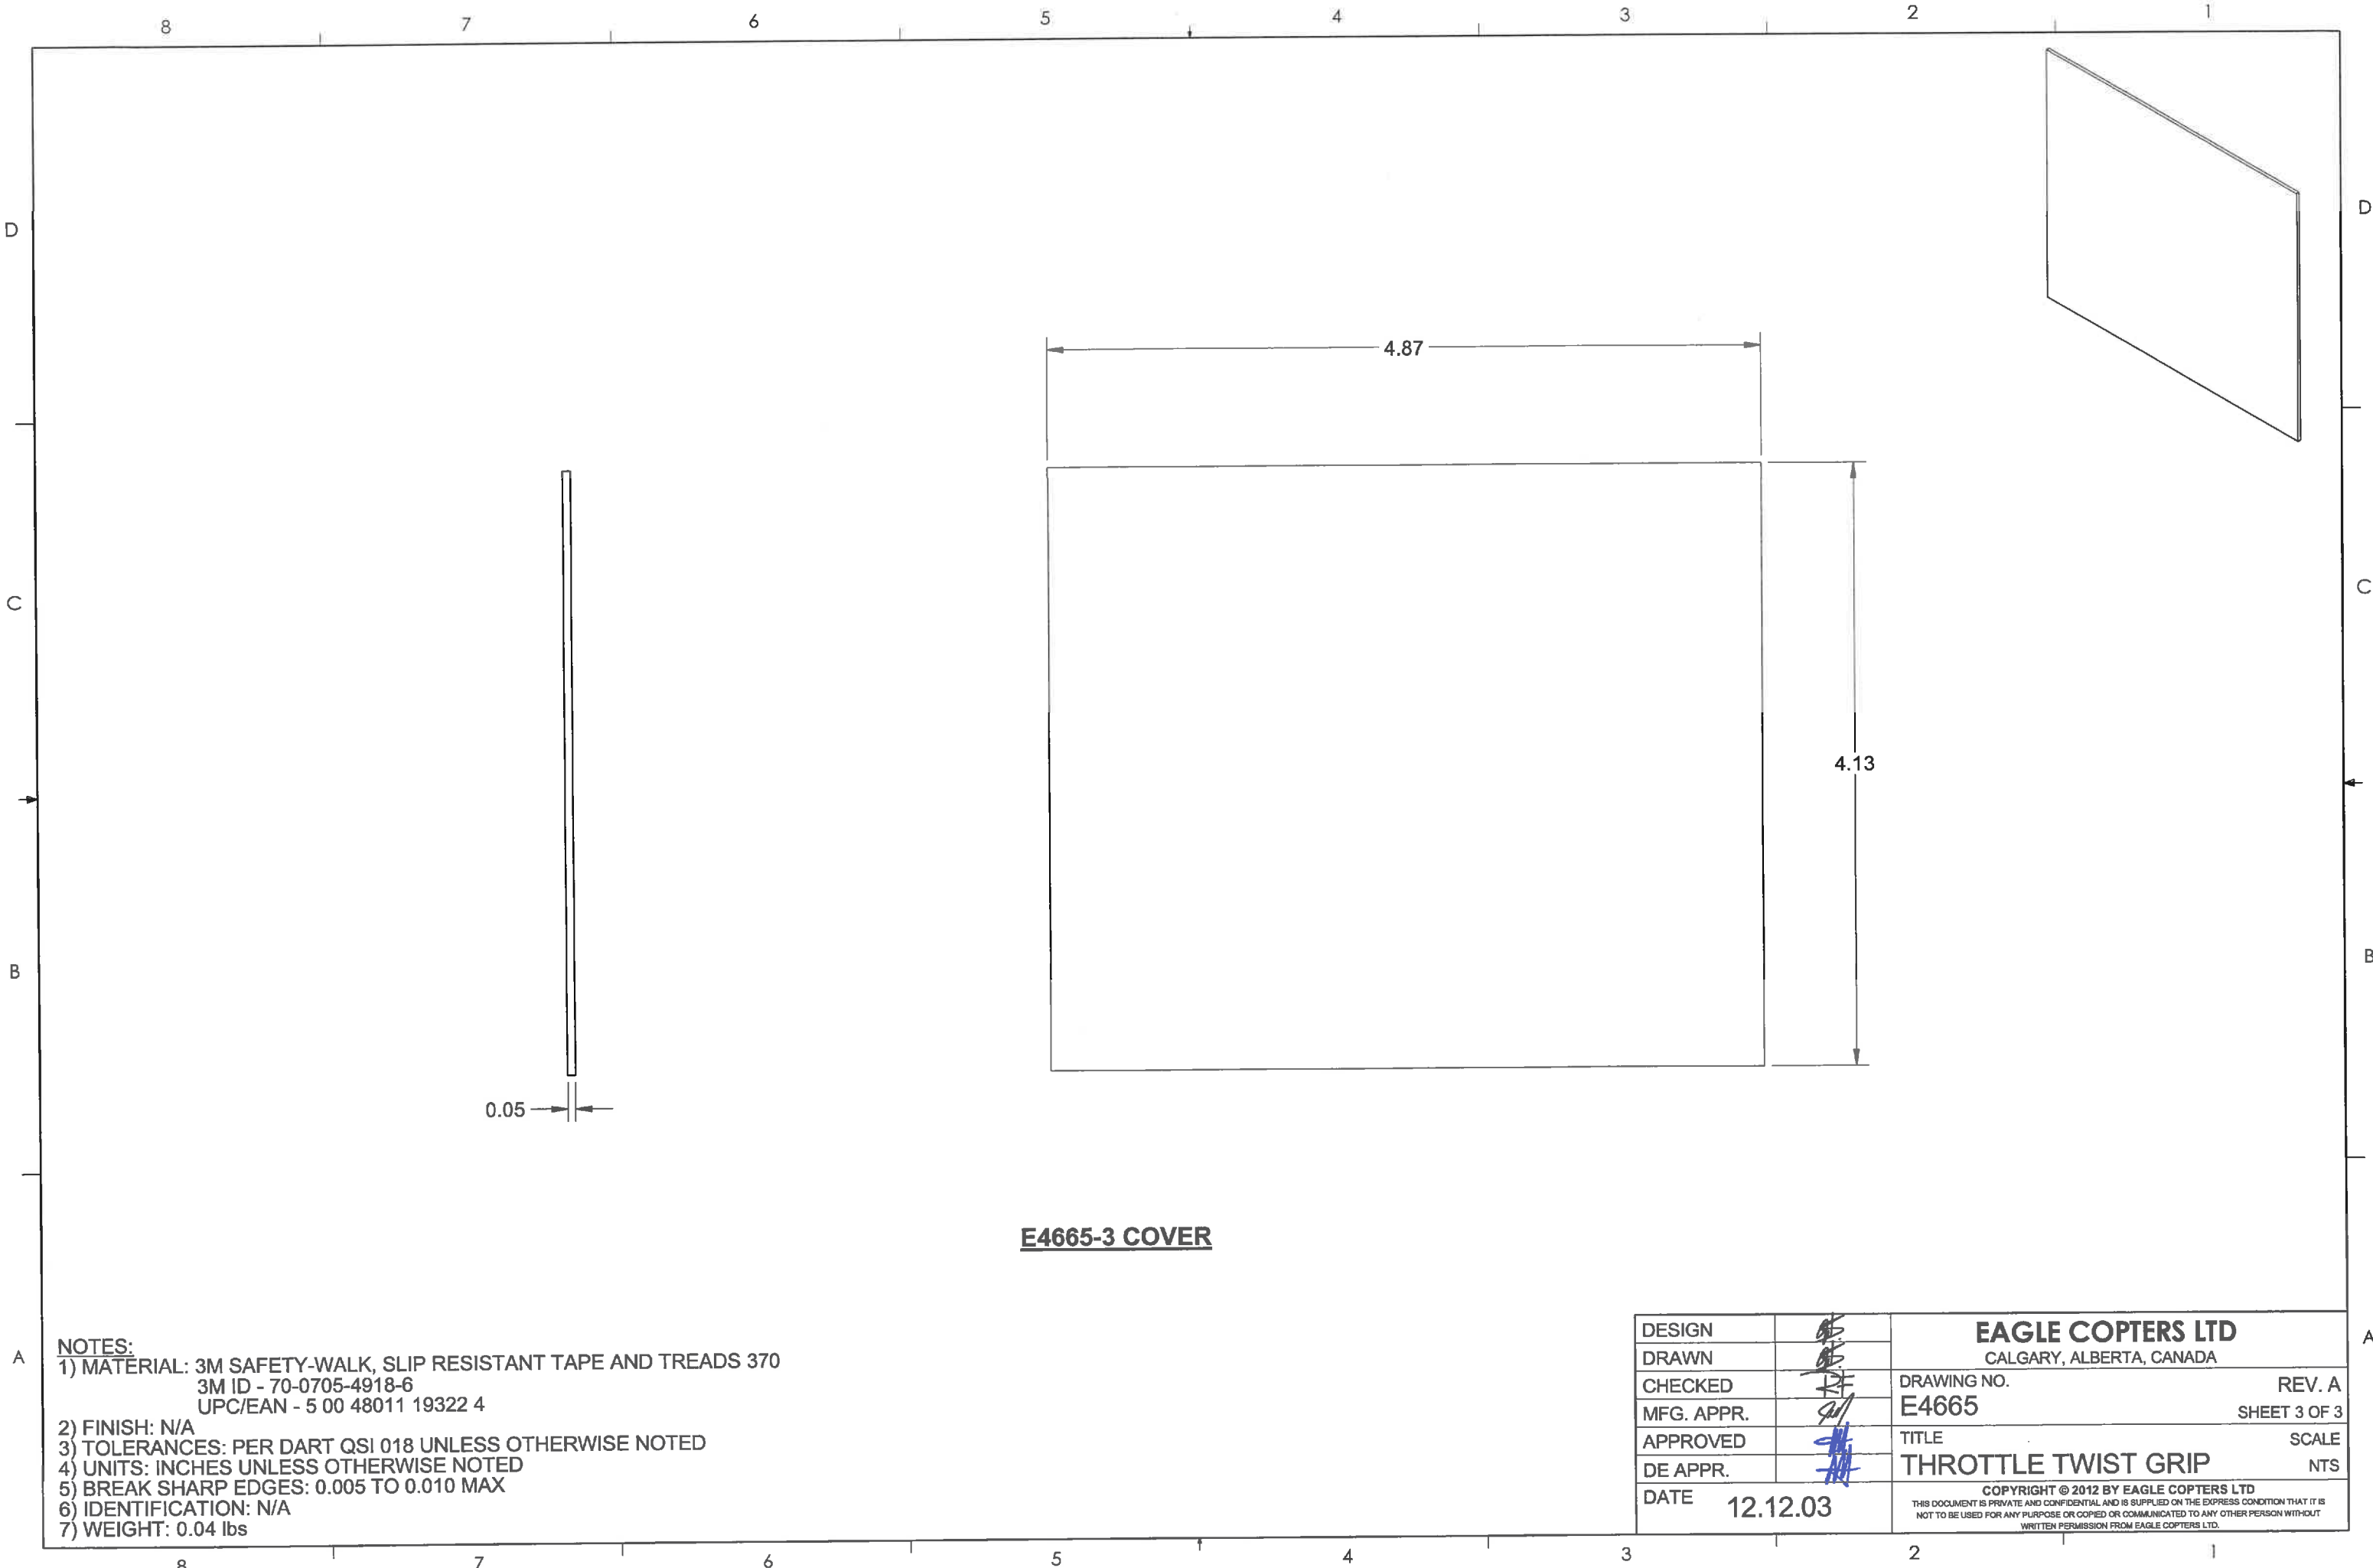 8 7 6 5 4 3 2 1
D D
4.87
C C
4.13
B B
0.05
E4665-3 COVER
A A
NOTES:
1) MATERIAL: 3M SAFETY-WALK, SLIP RESISTANT TAPE AND TREADS 370
3M ID - 70-0705-4918-6
UPC/EAN - 5 00 48011 19322 4
2) FINISH: N/A
3) TOLERANCES: PER DART QSI 018 UNLESS OTHERWISE NOTED
4) UNITS: INCHES UNLESS OTHERWISE NOTED
5) BREAK SHARP EDGES: 0.005 TO 0.010 MAX
6) IDENTIFICATION: N/A
7) WEIGHT: 0.04 lbs
DESIGN
DRAWN
CHECKED
MFG. APPR.
APPROVED
DE APPR.
DATE 12.12.03
EAGLE COPTERS LTD
CALGARY, ALBERTA, CANADA
DRAWING NO. REV. A
E4665 SHEET 3 OF 3
TITLE SCALE
THROTTLE TWIST GRIP NTS
COPYRIGHT © 2012 BY EAGLE COPTERS LTD
THIS DOCUMENT IS PRIVATE AND CONFIDENTIAL AND IS SUPPLIED ON THE EXPRESS CONDITION THAT IT IS
NOT TO BE USED FOR ANY PURPOSE OR COPIED OR COMMUNICATED TO ANY OTHER PERSON WITHOUT
WRITTEN PERMISSION FROM EAGLE COPTERS LTD.
8 7 6 5 4 3 2 1